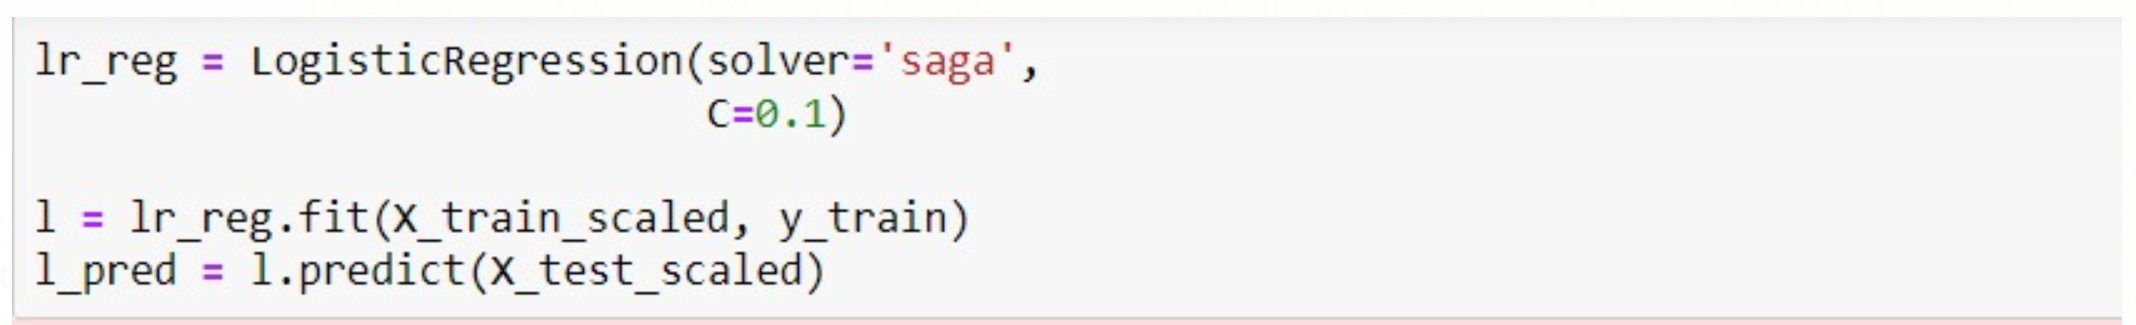 lr_reg = LogisticRegression(solver='saga',
C=0.1)
l = lr_reg.fit(X_train_scaled, y_train)
l_pred = l.predict(X_test_scaled)